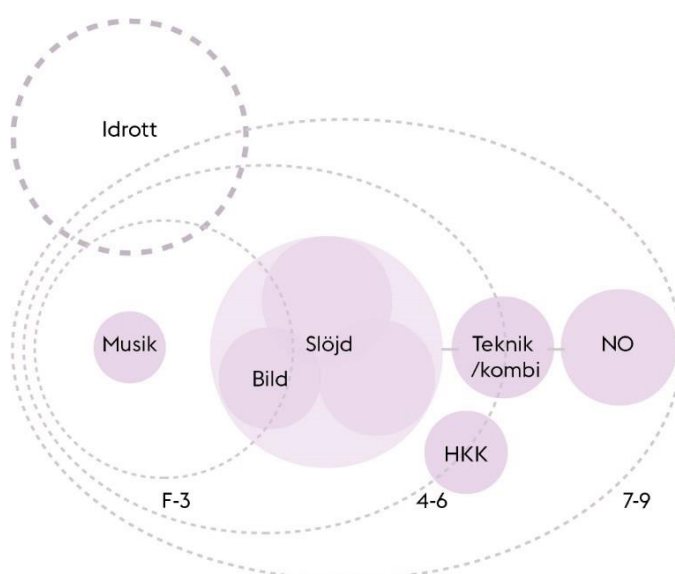 Idrott
Musik
Slöjd
Bild
Teknik
/kombi
NO
HKK
F-3
4-6
7-9